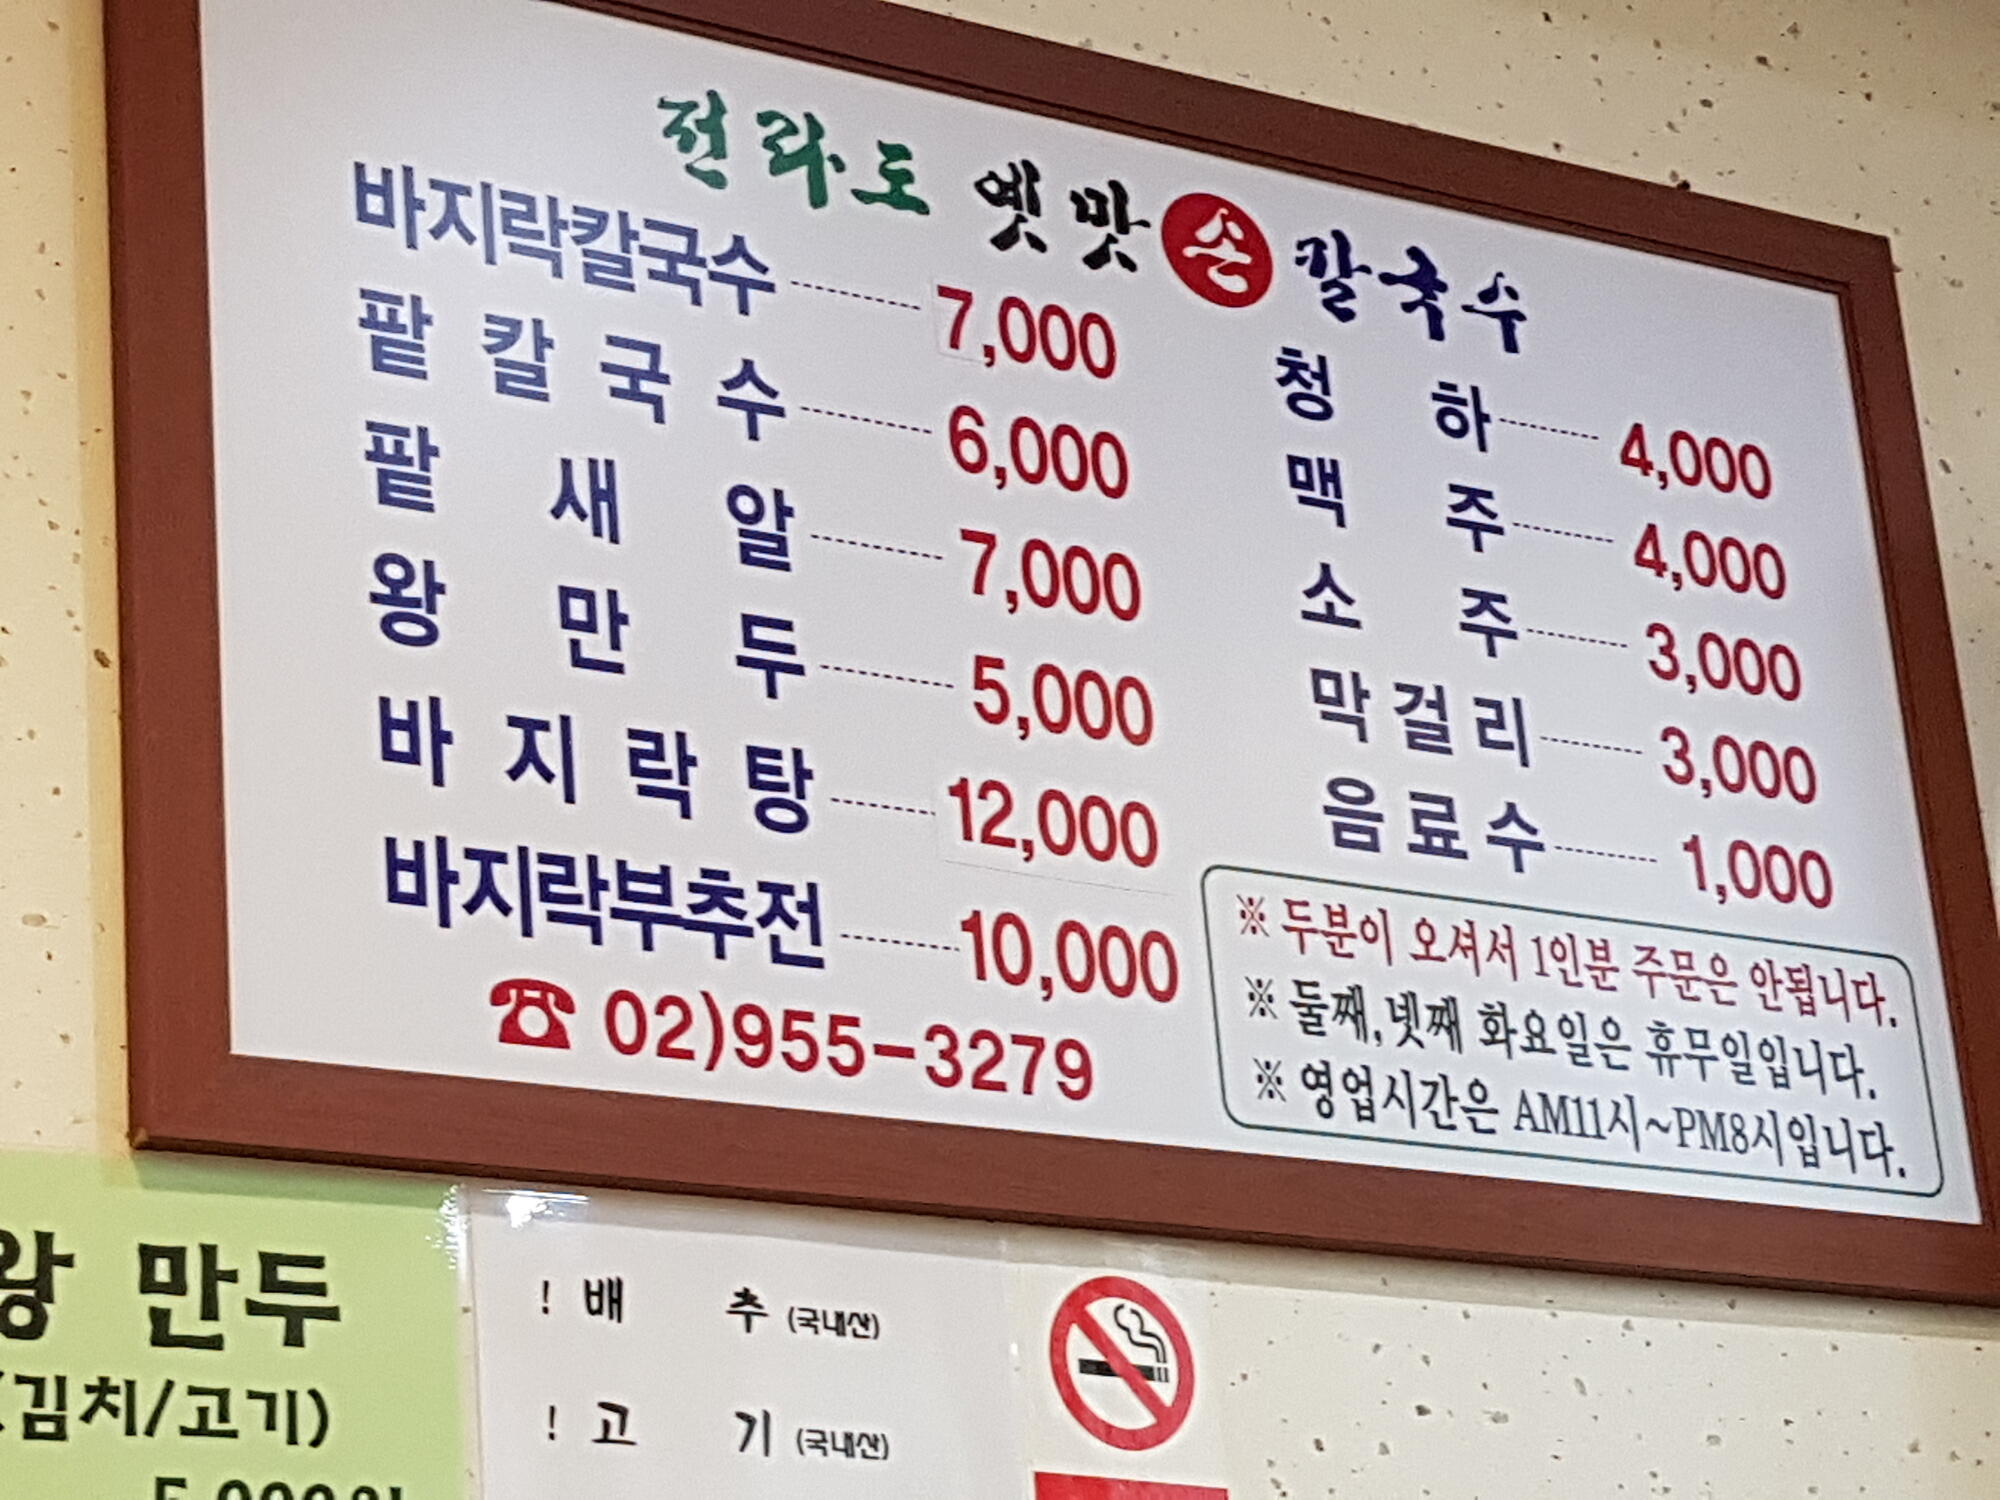 전라도 옛맛 손 칼국수
바지락칼국수 7,000
팥칼국수 6,000
팥새알 7,000
왕만두 5,000
바지락탕 12,000
바지락부추전 10,000
☎ 02)955-3279
청하 4,000
맥주 4,000
소주 3,000
막걸리 3,000
음료수 1,000
※ 두분이 오셔서 1인분 주문은 안됩니다.
※ 둘째,넷째 화요일은 휴무일입니다.
※ 영업시간은 AM11시~PM8시입니다.
왕 만두
(김치/고기)
! 배 추 (국내산)
! 고 기 (국내산)